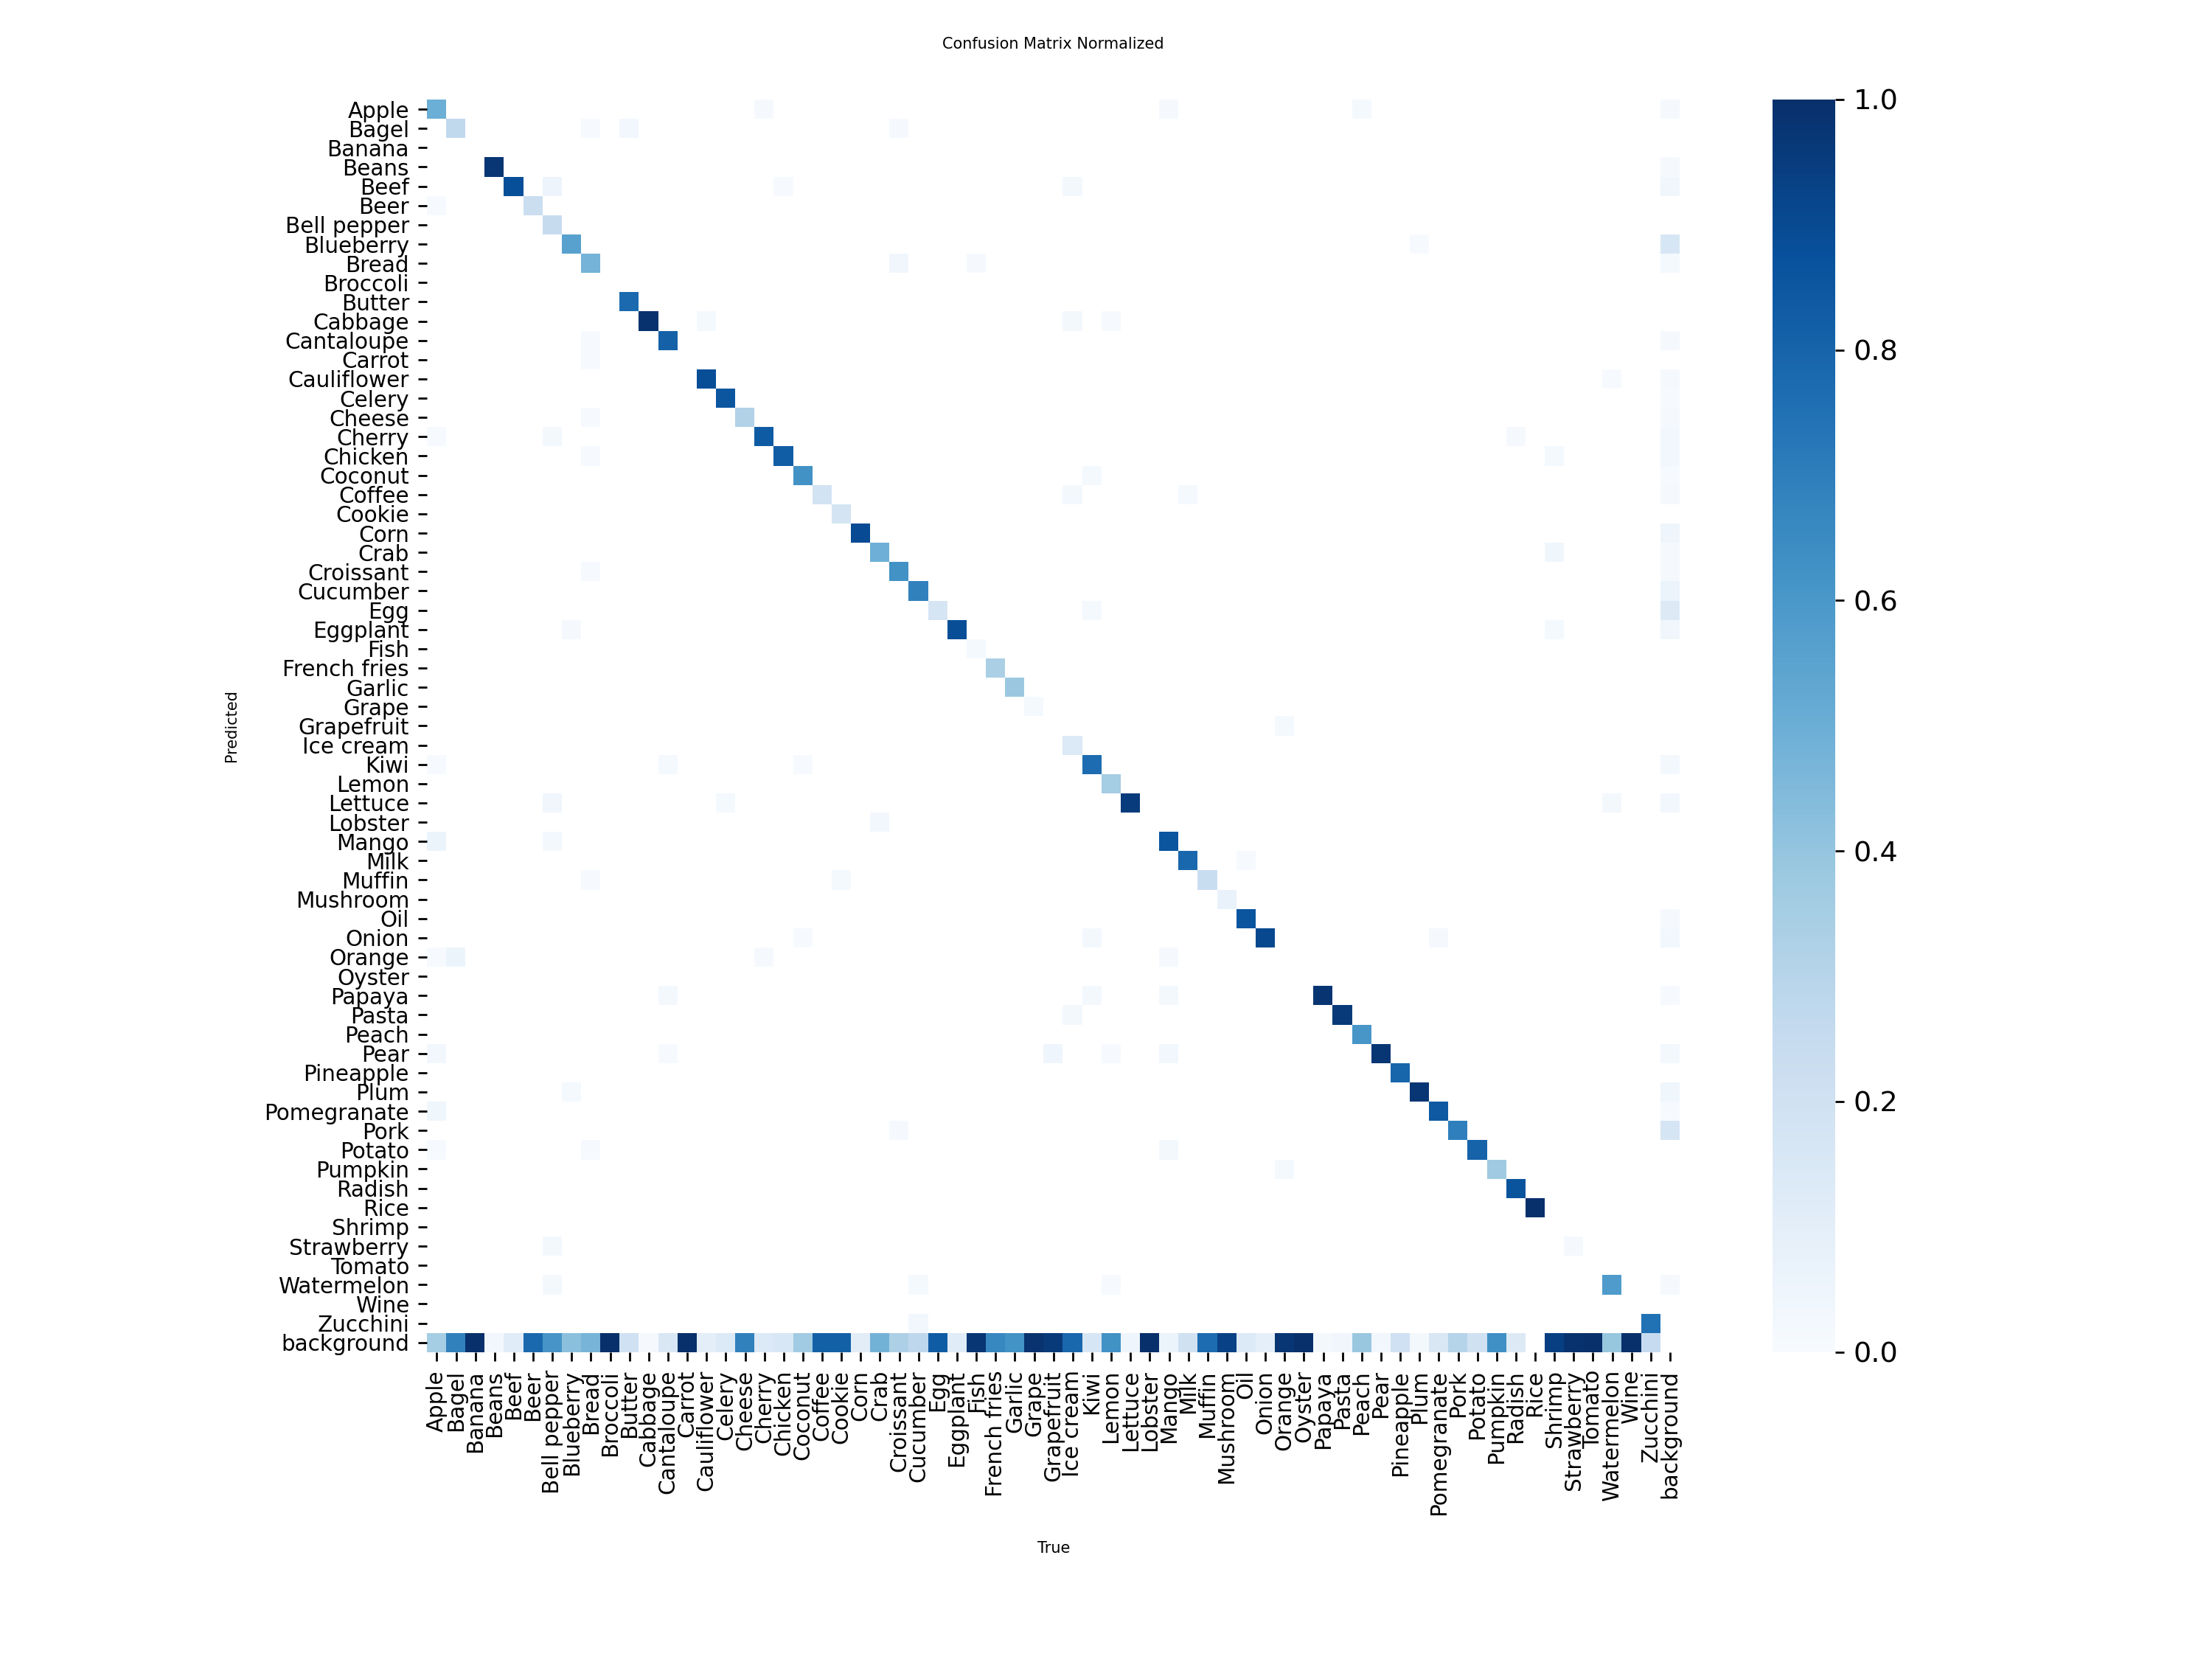 Confusion Matrix Normalized
Apple
Bagel
Banana
Beans
Beef
Beer
Bell pepper
Blueberry
Bread
Broccoli
Butter
Cabbage
Cantaloupe
Carrot
Cauliflower
Celery
Cheese
Cherry
Chicken
Coconut
Coffee
Cookie
Corn
Crab
Croissant
Cucumber
Egg
Eggplant
Fish
French fries
Garlic
Grape
Grapefruit
Ice cream
Kiwi
Lemon
Lettuce
Lobster
Mango
Milk
Muffin
Mushroom
Oil
Onion
Orange
Oyster
Papaya
Pasta
Peach
Pear
Pineapple
Plum
Pomegranate
Pork
Potato
Pumpkin
Radish
Rice
Shrimp
Strawberry
Tomato
Watermelon
Wine
Zucchini
background
Predicted
Apple
Bagel
Banana
Beans
Beef
Beer
Bell pepper
Blueberry
Bread
Broccoli
Butter
Cabbage
Cantaloupe
Carrot
Cauliflower
Celery
Cheese
Cherry
Chicken
Coconut
Coffee
Cookie
Corn
Crab
Croissant
Cucumber
Egg
Eggplant
Fish
French fries
Garlic
Grape
Grapefruit
Ice cream
Kiwi
Lemon
Lettuce
Lobster
Mango
Milk
Muffin
Mushroom
Oil
Onion
Orange
Oyster
Papaya
Pasta
Peach
Pear
Pineapple
Plum
Pomegranate
Pork
Potato
Pumpkin
Radish
Rice
Shrimp
Strawberry
Tomato
Watermelon
Wine
Zucchini
background
True
1.0
0.8
0.6
0.4
0.2
0.0